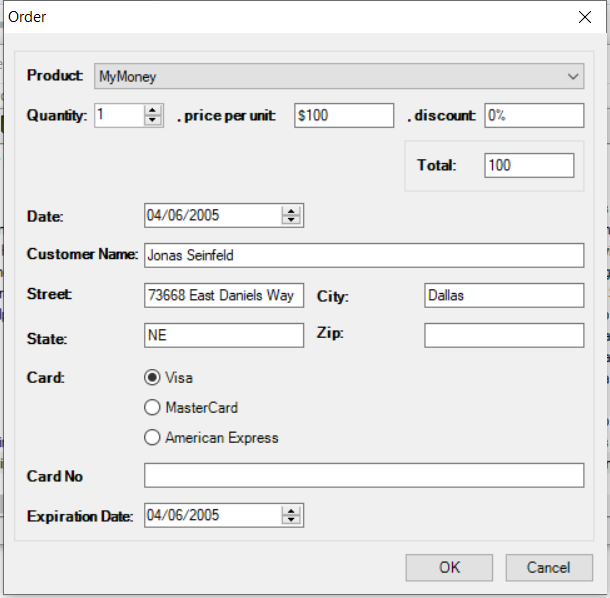 Order
Product: MyMoney
Quantity: 1 . price per unit: $100 . discount: 0%
Total: 100
Date: 04/06/2005
Customer Name: Jonas Seinfeld
Street: 73668 East Daniels Way City: Dallas
State: NE Zip:
Card: Visa
MasterCard
American Express
Card No
Expiration Date: 04/06/2005
OK Cancel